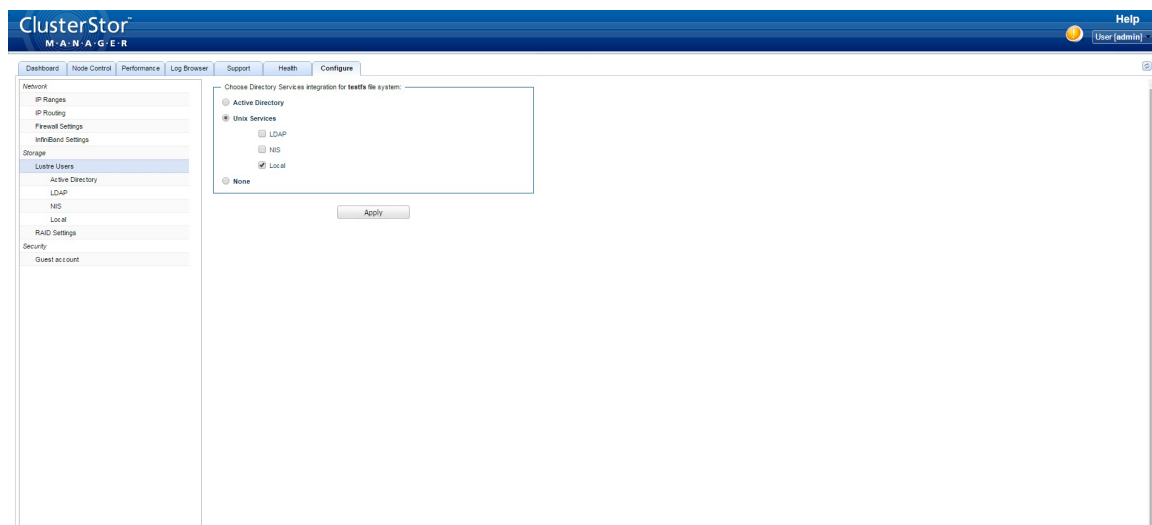 ClusterStor™
M·A·N·A·G·E·R
Help
User [admin]
Dashboard Node Control Performance Log Browser Support Health Configure
Network
IP Ranges
IP Routing
Firewall Settings
InfiniBand Settings
Storage
Lustre Users
Active Directory
LDAP
NIS
Local
RAID Settings
Security
Guest account
Choose Directory Services integration for testfs file system:
Active Directory
Unix Services
LDAP
NIS
Local
None
Apply